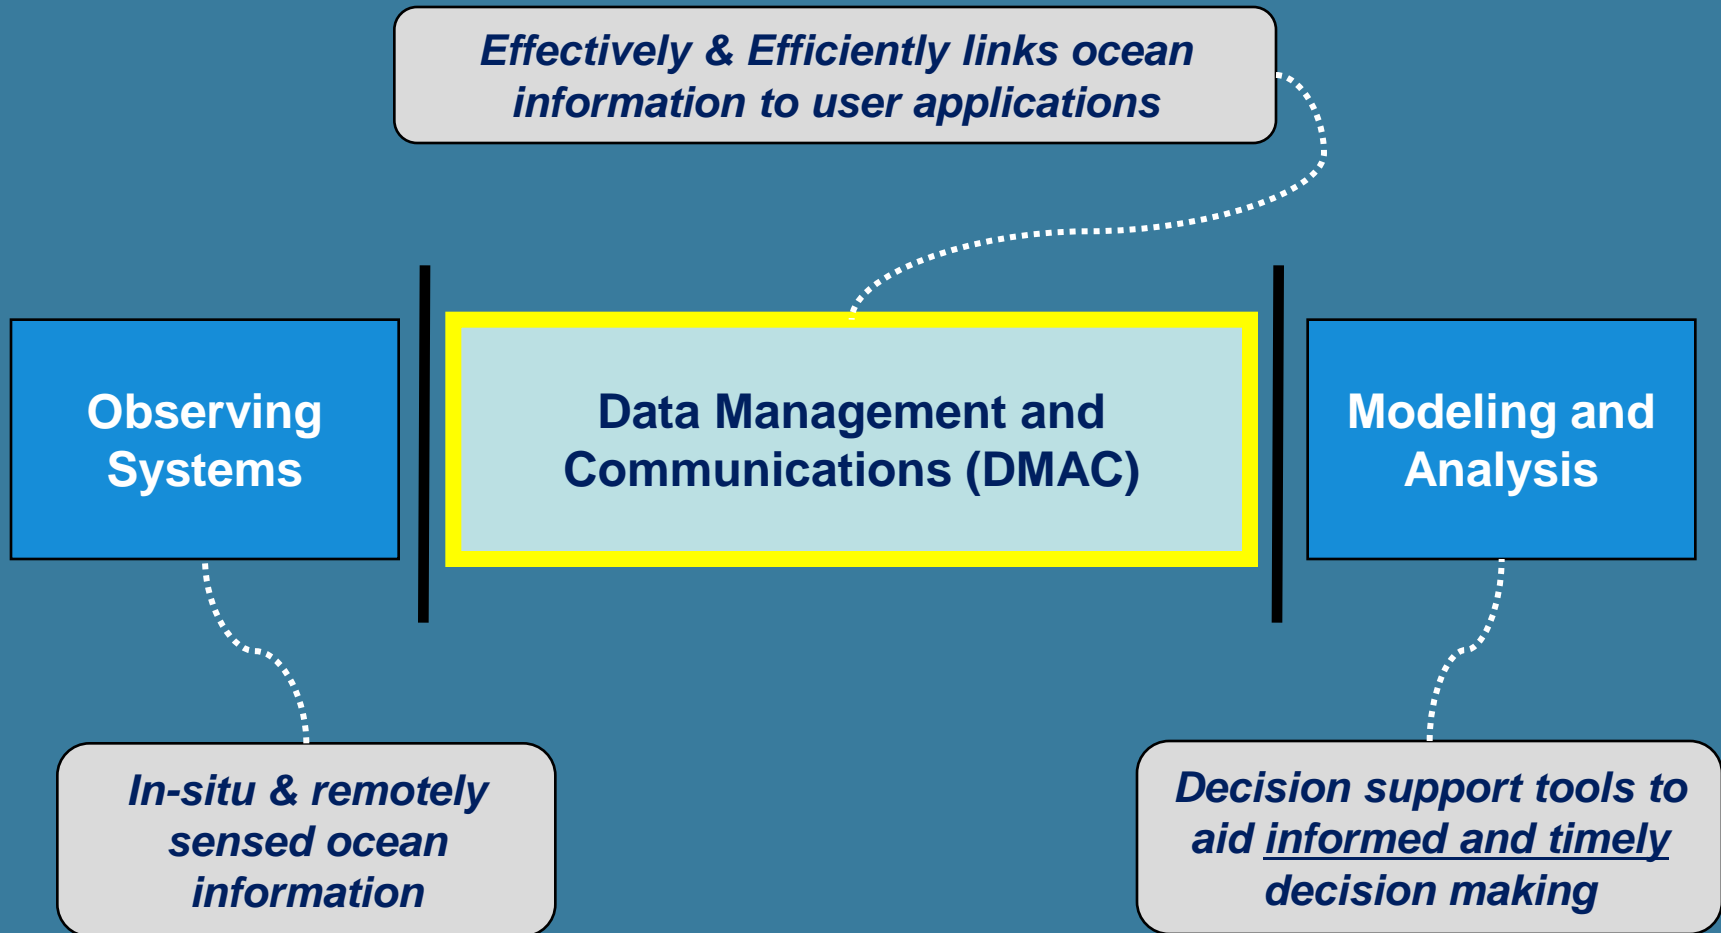 Effectively & Efficiently links ocean
information to user applications
Observing
Systems
Data Management and
Communications (DMAC)
Modeling and
Analysis
In-situ & remotely
sensed ocean
information
Decision support tools to
aid informed and timely
decision making